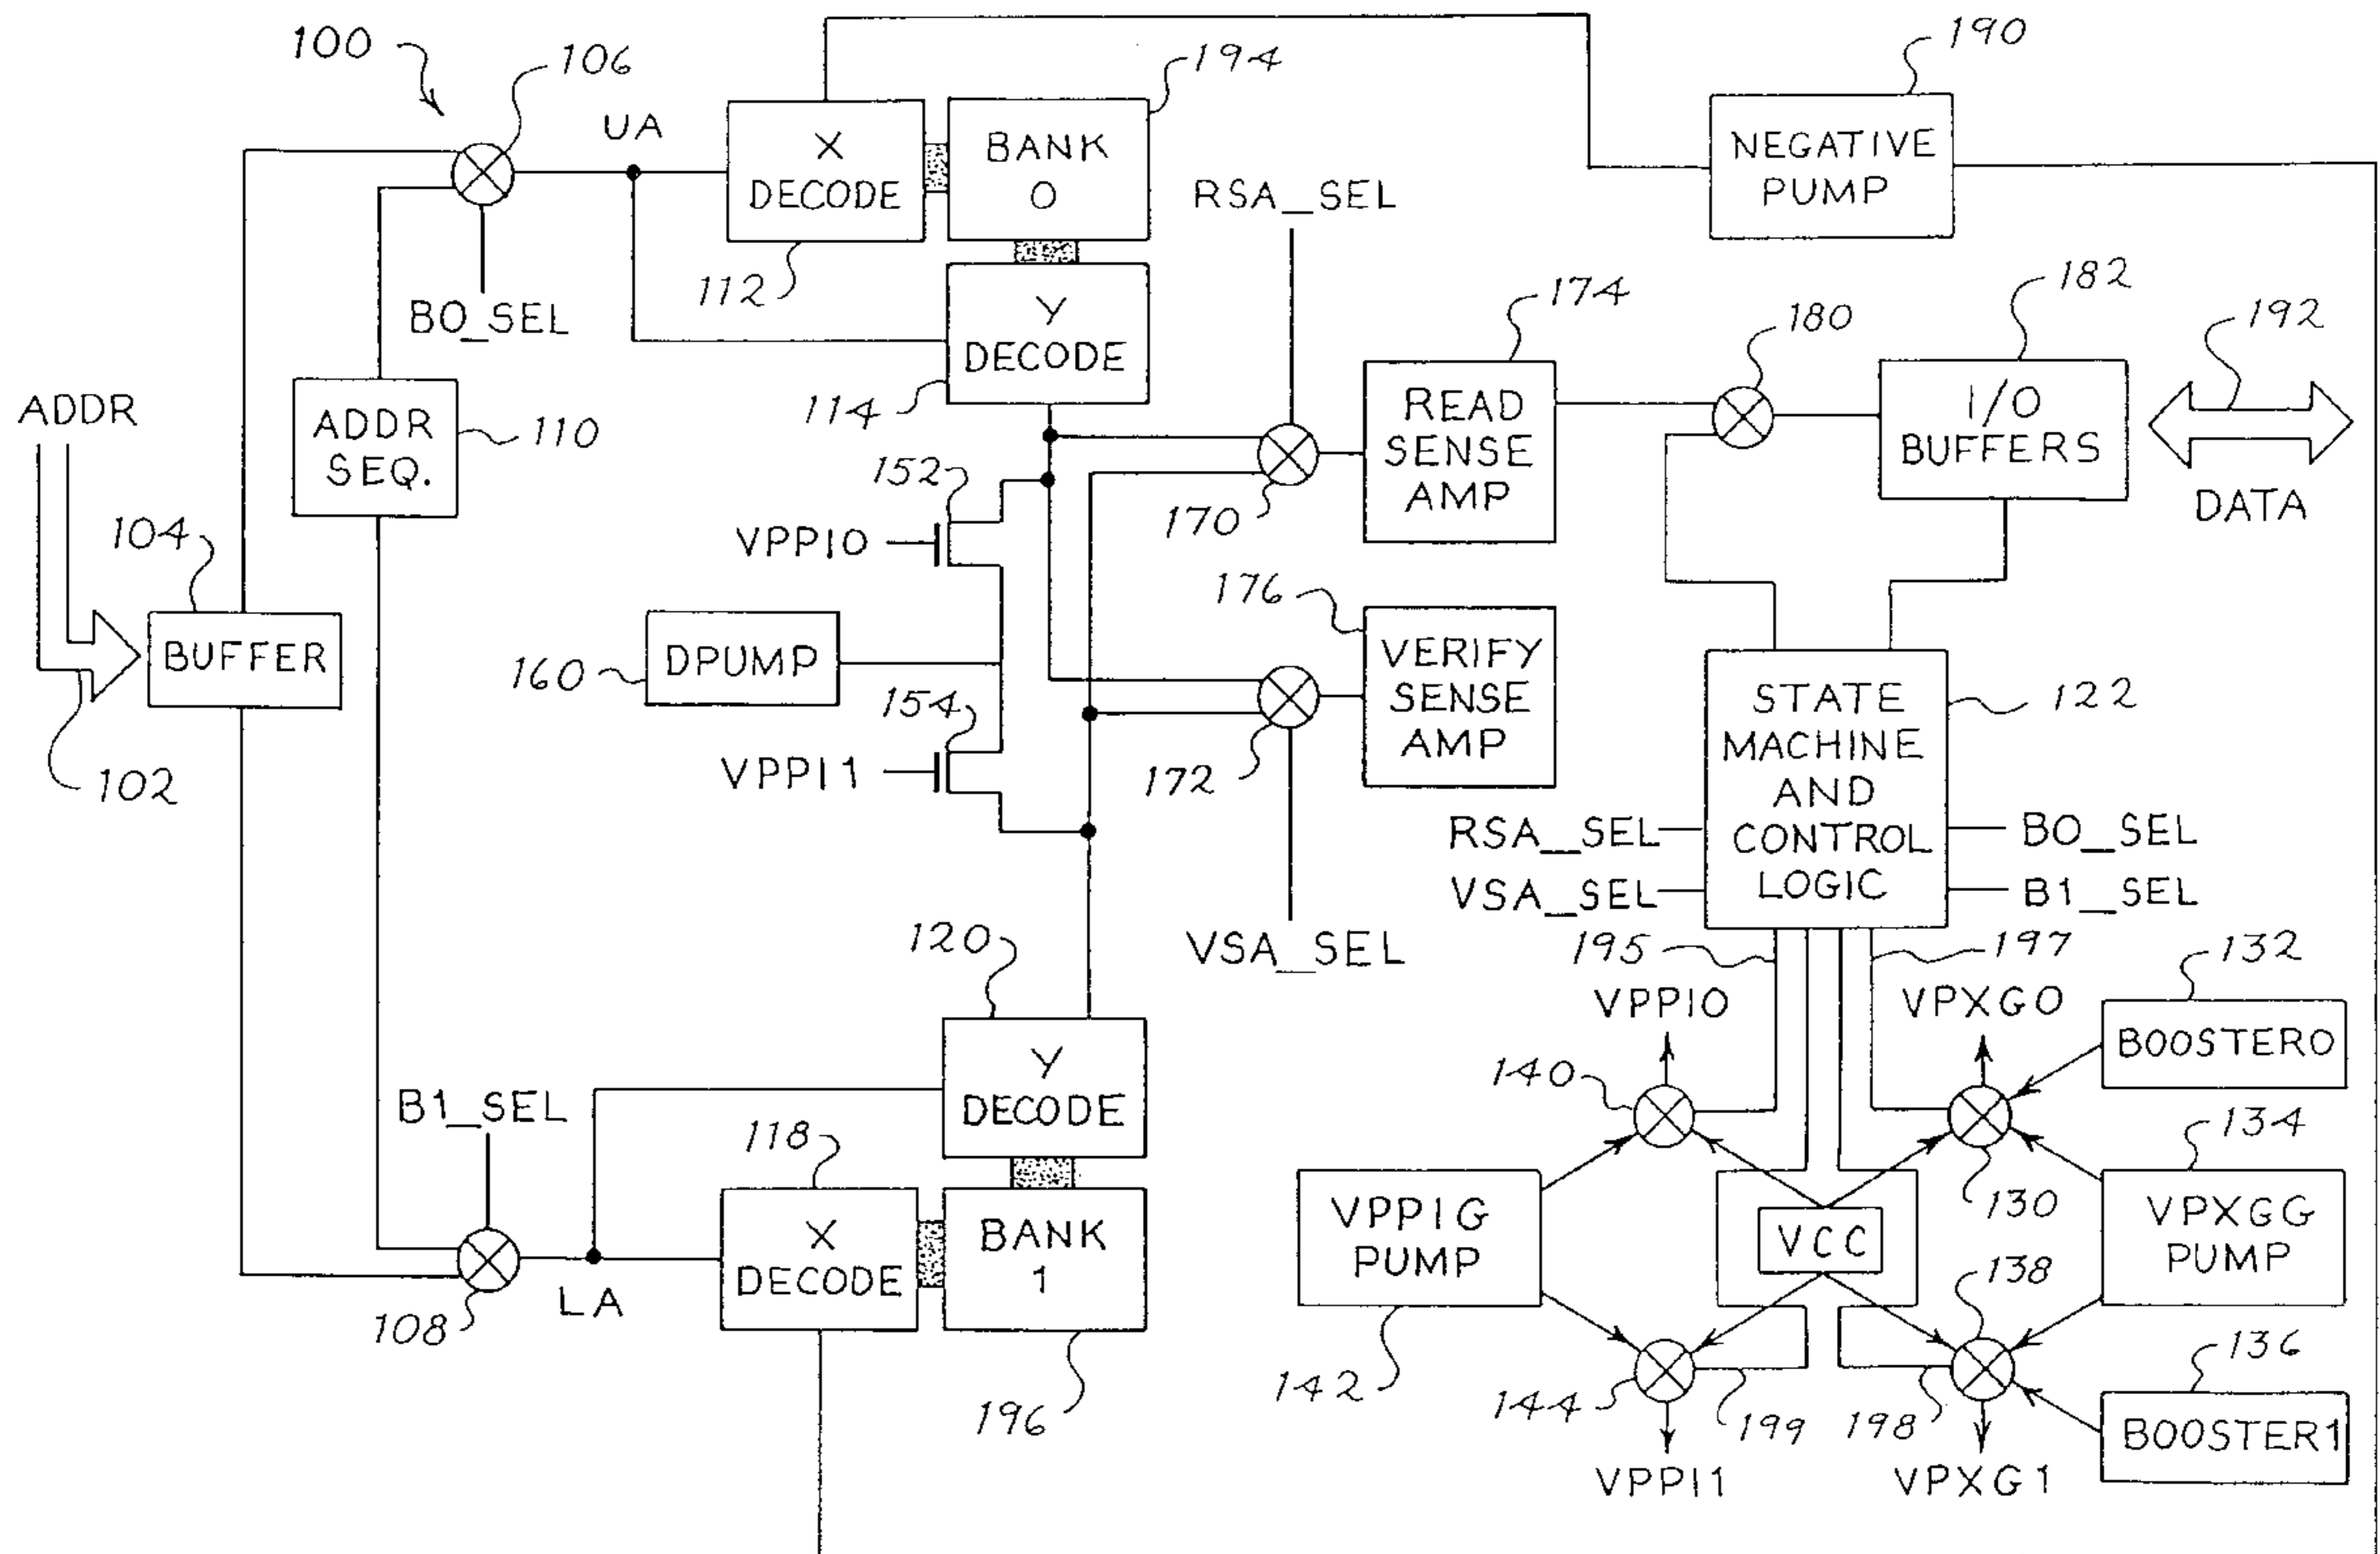 100
106
194
190
UA
X
DECODE
BANK
0
NEGATIVE
PUMP
RSA_SEL
112
B0_SEL
Y
DECODE
114
174
180
182
192
ADDR
ADDR
SEQ.
110
READ
SENSE
AMP
I/O
BUFFERS
DATA
152
170
VPPI0
104
BUFFER
102
DPUMP
160
154
VPPI1
176
VERIFY
SENSE
AMP
172
VSA_SEL
STATE
MACHINE
AND
CONTROL
LOGIC
122
RSA_SEL
B0_SEL
VSA_SEL
B1_SEL
195
197
132
VPPI0
VPXG0
BOOSTER0
140
134
130
120
Y
DECODE
B1_SEL
118
X
DECODE
BANK
1
LA
108
196
VPPIG
PUMP
142
VCC
VPXGG
PUMP
138
136
144
199
198
BOOSTER1
VPPI1
VPXG1